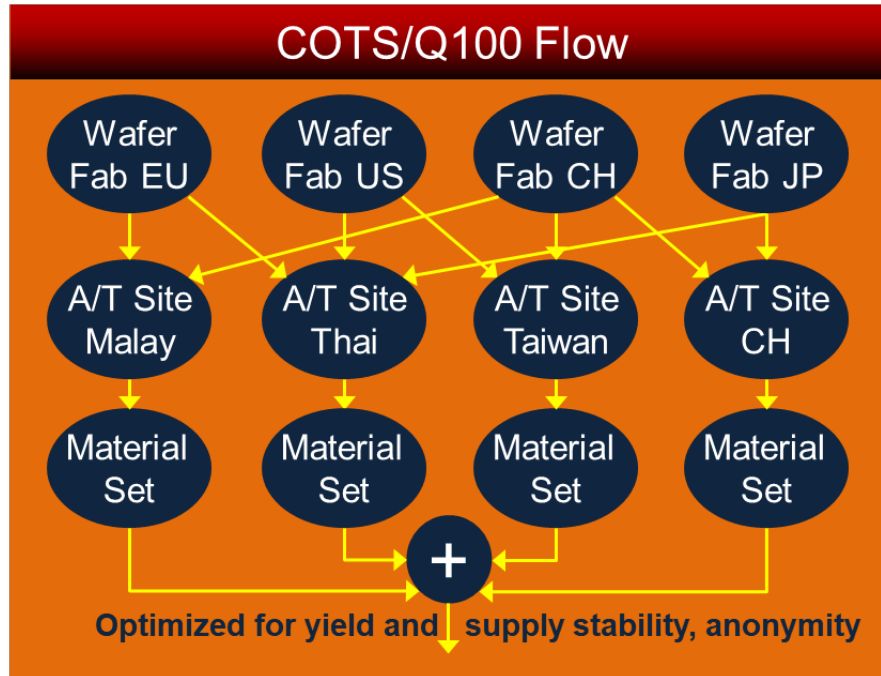 COTS/Q100 Flow
Wafer
Fab EU
Wafer
Fab US
Wafer
Fab CH
Wafer
Fab JP
A/T Site
Malay
A/T Site
Thai
A/T Site
Taiwan
A/T Site
CH
Material
Set
Material
Set
Material
Set
Material
Set
+
Optimized for yield and supply stability, anonymity